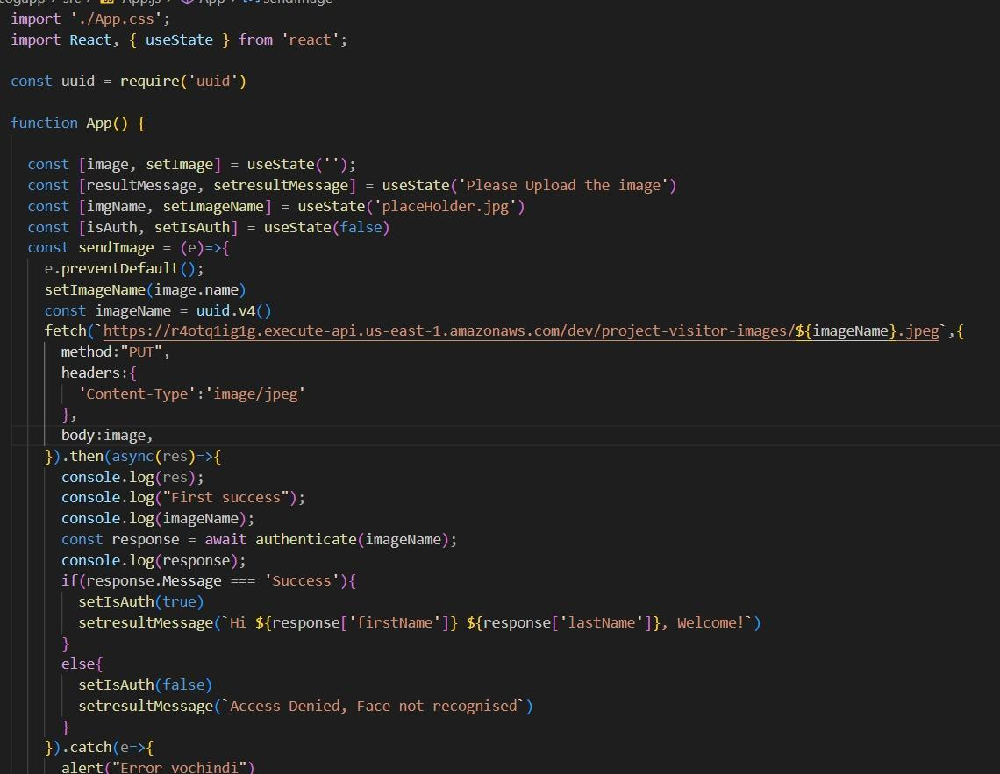 src App.js App sendImage
import './App.css';
import React, { useState } from 'react';
const uuid = require('uuid')
function App() {
const [image, setImage] = useState('');
const [resultMessage, setresultMessage] = useState('Please Upload the image')
const [imgName, setImageName] = useState('placeHolder.jpg')
const [isAuth, setIsAuth] = useState(false)
const sendImage = (e)=>{
e.preventDefault();
setImageName(image.name)
const imageName = uuid.v4()
fetch(`https://r4otq1ig1g.execute-api.us-east-1.amazonaws.com/dev/project-visitor-images/${imageName}.jpeg`,{
method:"PUT",
headers:{
'Content-Type':'image/jpeg'
},
body:image,
}).then(async(res)=>{
console.log(res);
console.log("First success");
console.log(imageName);
const response = await authenticate(imageName);
console.log(response);
if(response.Message === 'Success'){
setIsAuth(true)
setresultMessage(`Hi ${response['firstName']} ${response['lastName']}, Welcome!`)
}
else{
setIsAuth(false)
setresultMessage(`Access Denied, Face not recognised`)
}
}).catch(e=>{
alert("Error vochindi")